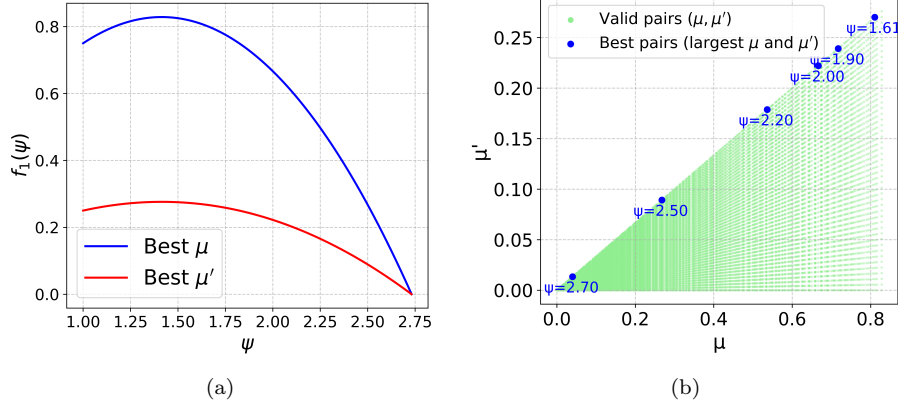 0.8
0.6
0.4
0.2
0.0
f₁(ψ)
Best μ
Best μ′
1.00 1.25 1.50 1.75 2.00 2.25 2.50 2.75
ψ
(a)
0.25
0.20
0.15
0.10
0.05
0.00
μ'
Valid pairs (μ, μ′)
Best pairs (largest μ and μ′)
ψ=1.61
ψ=1.90
ψ=2.00
ψ=2.20
ψ=2.50
ψ=2.70
0.0 0.2 0.4 0.6 0.8
μ
(b)